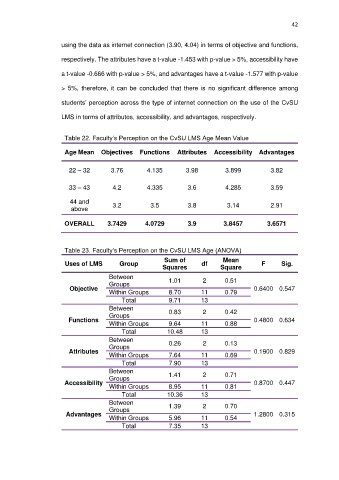 42
using the data as internet connection (3.90, 4.04) in terms of objective and functions,
respectively. The attributes have a t-value -1.453 with p-value > 5%, accessibility have
a t-value -0.666 with p-value > 5%, and advantages have a t-value -1.577 with p-value
> 5%, therefore, it can be concluded that there is no significant difference among
students' perception across the type of internet connection on the use of the CvSU
LMS in terms of attributes, accessibility, and advantages, respectively.
Table 22. Faculty's Perception on the CvSU LMS Age Mean Value
Age Mean Objectives Functions Attributes Accessibility Advantages
22 – 32 3.76 4.135 3.98 3.899 3.82
33 – 43 4.2 4.335 3.6 4.285 3.59
44 and above 3.2 3.5 3.8 3.14 2.91
OVERALL 3.7429 4.0729 3.9 3.8457 3.6571
Table 23. Faculty's Perception on the CvSU LMS Age (ANOVA)
Uses of LMS Group Sum of Squares df Mean Square F Sig.
Objective Between Groups 1.01 2 0.51 0.6400 0.547
Within Groups 8.70 11 0.79
Total 9.71 13
Functions Between Groups 0.83 2 0.42 0.4800 0.634
Within Groups 9.64 11 0.88
Total 10.48 13
Attributes Between Groups 0.26 2 0.13 0.1900 0.829
Within Groups 7.64 11 0.69
Total 7.90 13
Accessibility Between Groups 1.41 2 0.71 0.8700 0.447
Within Groups 8.95 11 0.81
Total 10.36 13
Advantages Between Groups 1.39 2 0.70 1.2800 0.315
Within Groups 5.96 11 0.54
Total 7.35 13